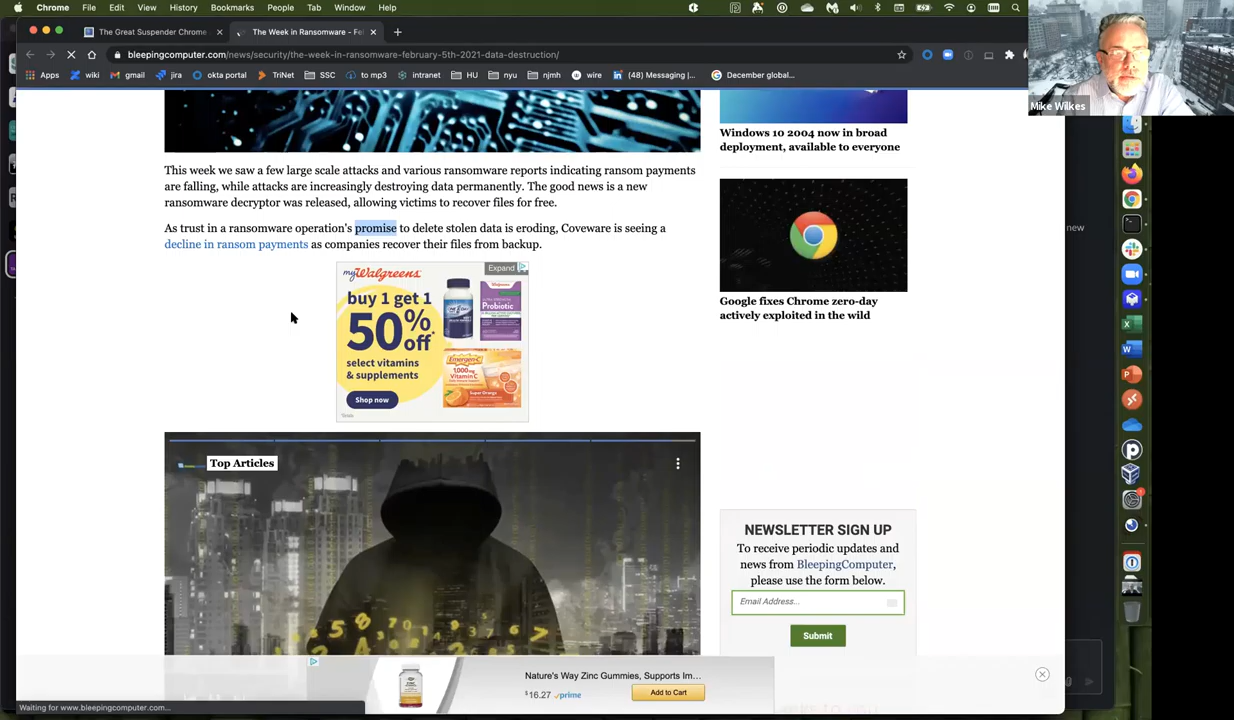 Chrome File Edit View History Bookmarks People Tab Window Help
The Great Suspender Chrome
The Week in Ransomware - Fe
bleepingcomputer.com/news/security/the-week-in-ransomware-february-5th-2021-data-destruction/
Apps wiki gmail jira okta portal TriNet SSC to mp3 intranet HU nyu njmh wire (48) Messaging |... December global...
Mike Wilkes
This week we saw a few large scale attacks and various ransomware reports indicating ransom payments
are falling, while attacks are increasingly destroying data permanently. The good news is a new
ransomware decryptor was released, allowing victims to recover files for free.
As trust in a ransomware operation's promise to delete stolen data is eroding, Coveware is seeing a
decline in ransom payments as companies recover their files from backup.
Expand
myWalgreens
buy 1 get 1
50% off*
select vitamins
& supplements
Shop now
Probiotic
Emergen-C
1,000mg
Vitamin C
Super Orange
Top Articles
Windows 10 2004 now in broad
deployment, available to everyone
Google fixes Chrome zero-day
actively exploited in the wild
new
NEWSLETTER SIGN UP
To receive periodic updates and
news from BleepingComputer,
please use the form below.
Email Address...
Submit
Nature's Way Zinc Gummies, Supports Im...
$16.27 prime
Add to Cart
Waiting for www.bleepingcomputer.com...